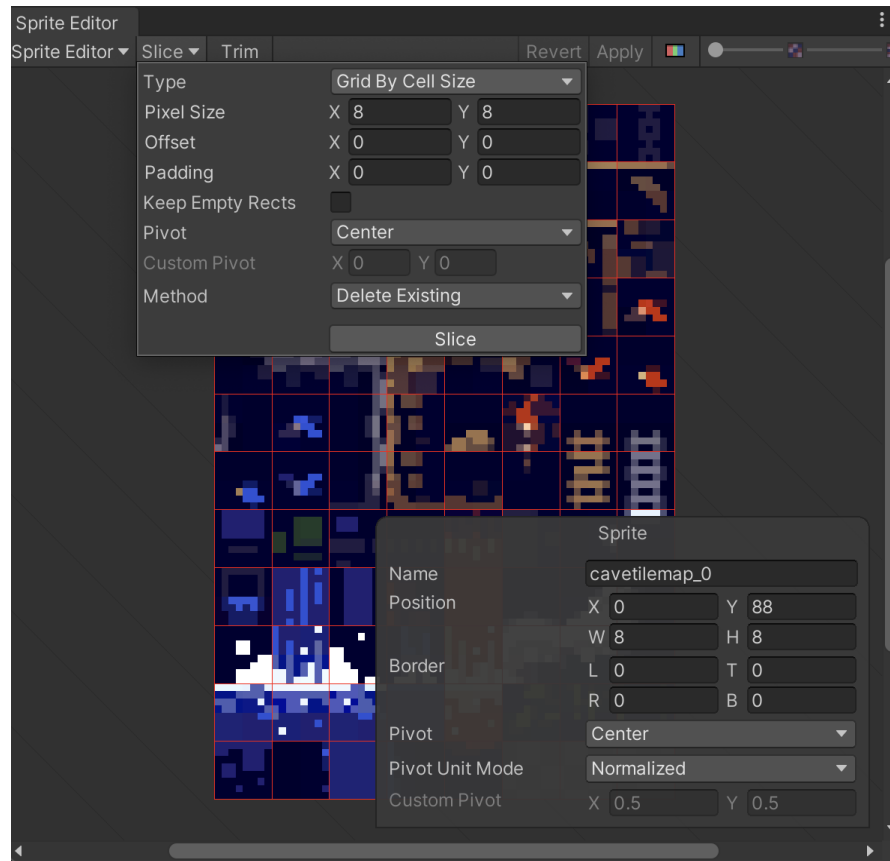 Sprite Editor
Sprite Editor Slice Trim Revert Apply
Type Grid By Cell Size
Pixel Size X 8 Y 8
Offset X 0 Y 0
Padding X 0 Y 0
Keep Empty Rects
Pivot Center
Custom Pivot X 0 Y 0
Method Delete Existing
Slice
Sprite
Name cavetilemap_0
Position X 0 Y 88
W 8 H 8
Border L 0 T 0
R 0 B 0
Pivot Center
Pivot Unit Mode Normalized
Custom Pivot X 0.5 Y 0.5